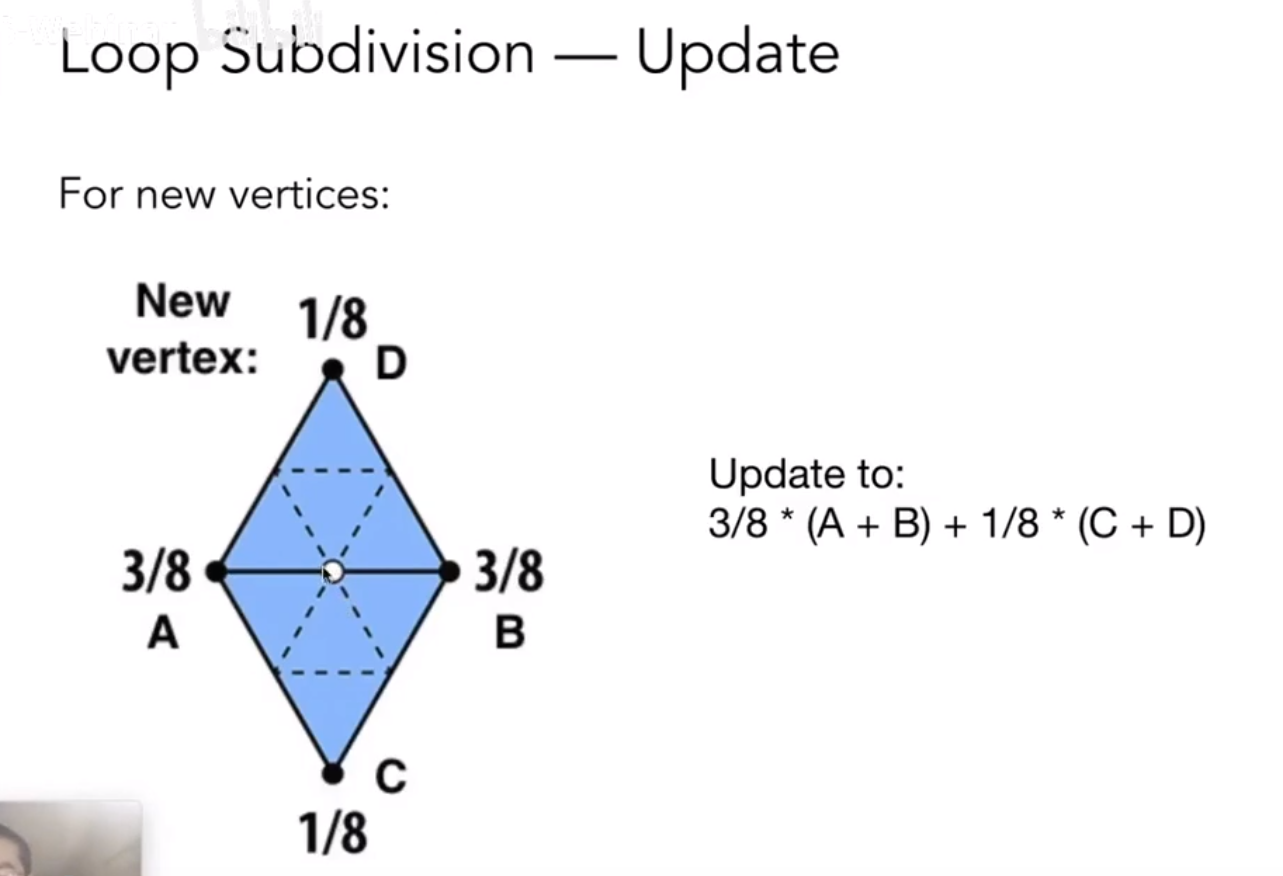 Loop Subdivision — Update
For new vertices:
New
vertex:
1/8
D
3/8
A
3/8
B
C
1/8
Update to:
3/8 * (A + B) + 1/8 * (C + D)